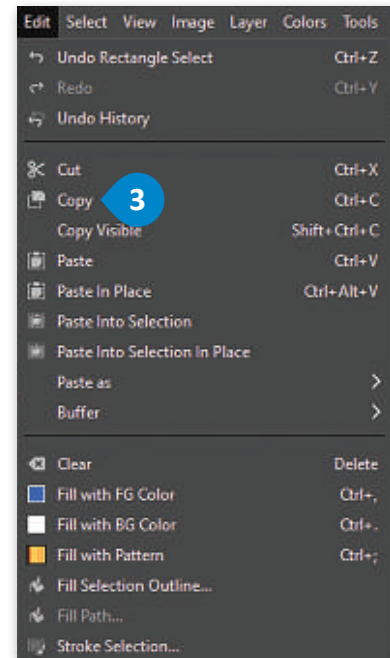 Edit Select View Image Layer Colors Tools
Undo Rectangle Select Ctrl+Z
Redo Ctrl+Y
Undo History
Cut Ctrl+X
Copy 3 Ctrl+C
Copy Visible Shift+Ctrl+C
Paste Ctrl+V
Paste In Place Ctrl+Alt+V
Paste Into Selection
Paste Into Selection In Place
Paste as >
Buffer >
Clear Delete
Fill with FG Color Ctrl+,
Fill with BG Color Ctrl+.
Fill with Pattern Ctrl+;
Fill Selection Outline...
Fill Path...
Stroke Selection...